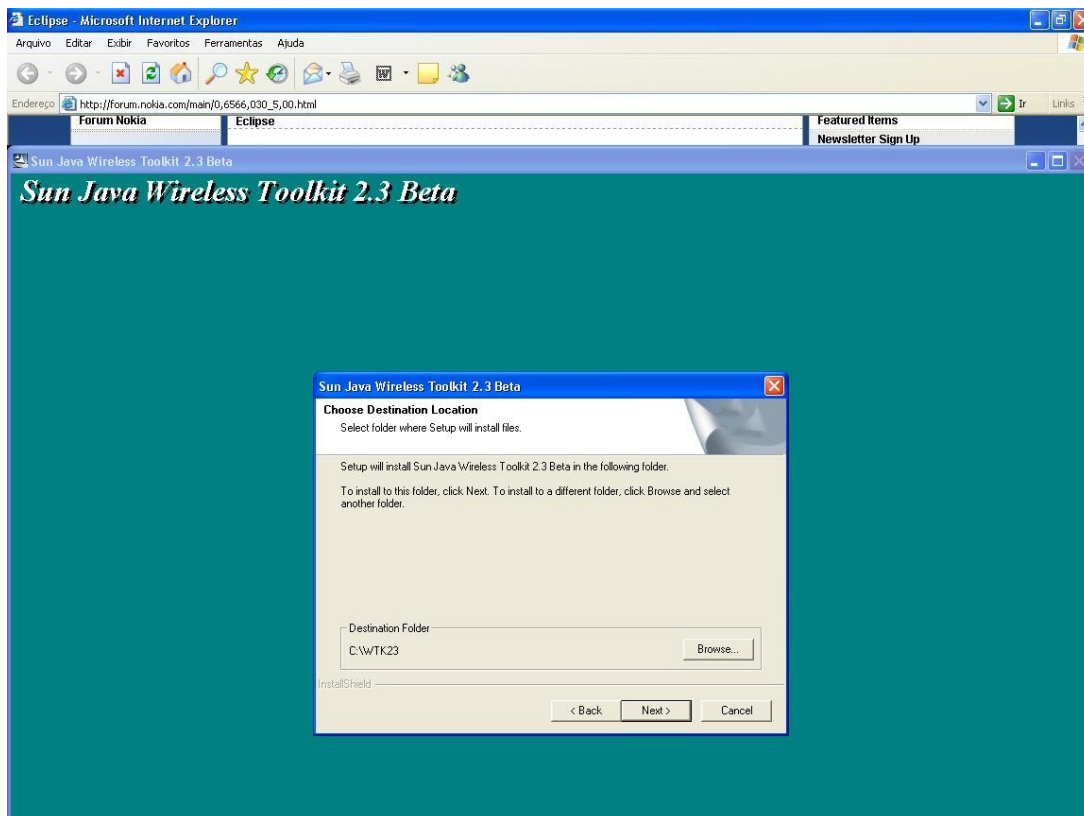 Eclipse - Microsoft Internet Explorer
Arquivo Editar Exibir Favoritos Ferramentas Ajuda
Endereço http://forum.nokia.com/main/0,6566,030_5,00.html Ir Links
Forum Nokia Eclipse Featured Items
Newsletter Sign Up
Sun Java Wireless Toolkit 2.3 Beta
Sun Java Wireless Toolkit 2.3 Beta
Sun Java Wireless Toolkit 2.3 Beta
Choose Destination Location
Select folder where Setup will install files.
Setup will install Sun Java Wireless Toolkit 2.3 Beta in the following folder.
To install to this folder, click Next. To install to a different folder, click Browse and select
another folder.
Destination Folder
C:\WTK23 Browse...
InstallShield
< Back Next > Cancel